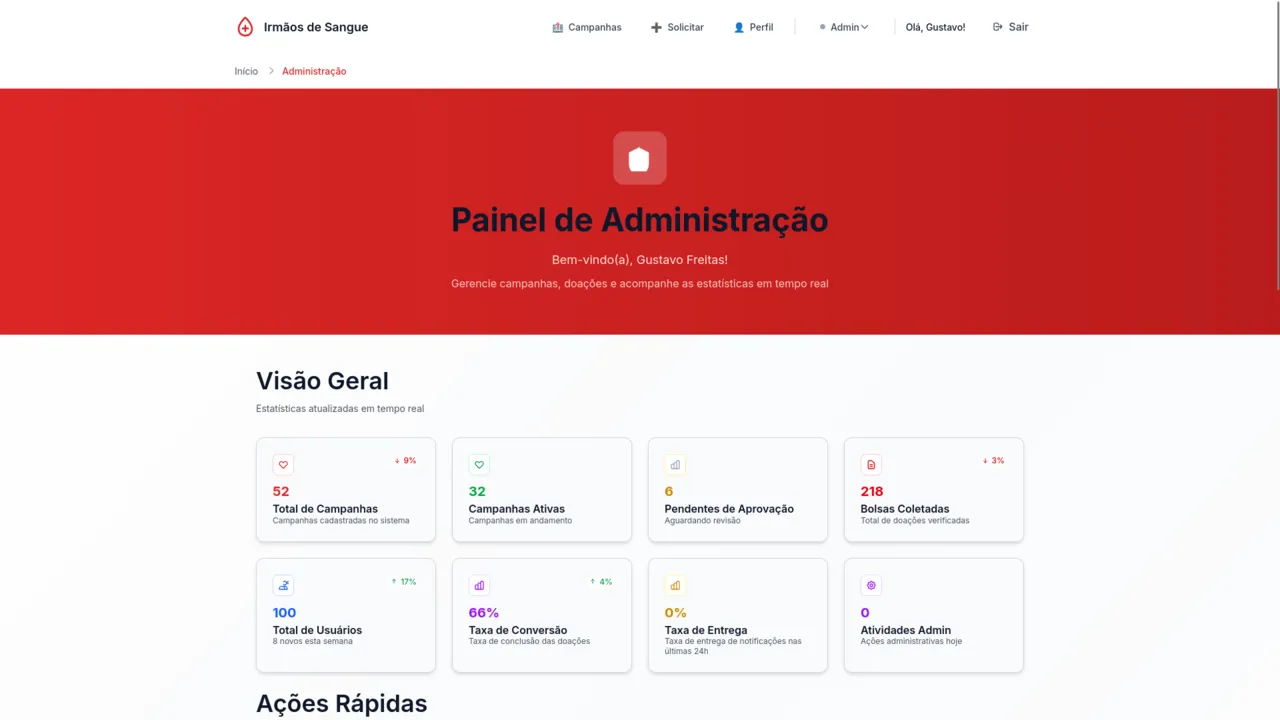 Irmãos de Sangue
Campanhas
Solicitar
Perfil
Admin
Olá, Gustavo!
Sair
Início
Administração
Painel de Administração
Bem-vindo(a), Gustavo Freitas!
Gerencie campanhas, doações e acompanhe as estatísticas em tempo real
Visão Geral
Estatísticas atualizadas em tempo real
↓ 9%
52
Total de Campanhas
Campanhas cadastradas no sistema
32
Campanhas Ativas
Campanhas em andamento
6
Pendentes de Aprovação
Aguardando revisão
↓ 3%
218
Bolsas Coletadas
Total de doações verificadas
↑ 17%
100
Total de Usuários
8 novos esta semana
↑ 4%
66%
Taxa de Conversão
Taxa de conclusão das doações
0%
Taxa de Entrega
Taxa de entrega de notificações nas
últimas 24h
0
Atividades Admin
Ações administrativas hoje
Ações Rápidas